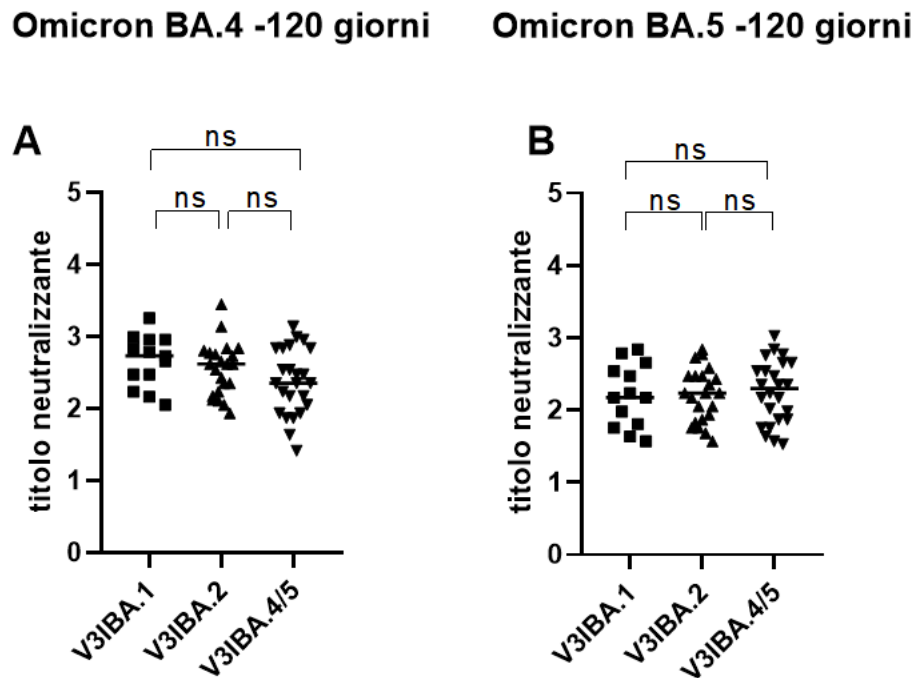 Omicron BA.4 -120 giorni
Omicron BA.5 -120 giorni
A
ns
ns
ns
5
4
3
2
1
0
titolo neutralizzante
V3IBA.1
V3IBA.2
V3IBA.4/5
B
ns
ns
ns
5
4
3
2
1
0
titolo neutralizzante
V3IBA.1
V3IBA.2
V3IBA.4/5